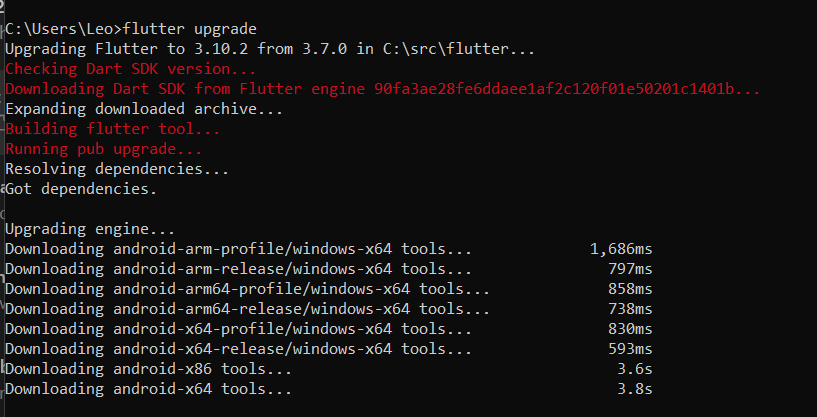 C:\Users\Leo>flutter upgrade
Upgrading Flutter to 3.10.2 from 3.7.0 in C:\src\flutter...
Checking Dart SDK version...
Downloading Dart SDK from Flutter engine 90fa3ae28fe6ddaee1af2c120f01e50201c1401b...
Expanding downloaded archive...
Building flutter tool...
Running pub upgrade...
Resolving dependencies...
Got dependencies.

Upgrading engine...
Downloading android-arm-profile/windows-x64 tools... 1,686ms
Downloading android-arm-release/windows-x64 tools... 797ms
Downloading android-arm64-profile/windows-x64 tools... 858ms
Downloading android-arm64-release/windows-x64 tools... 738ms
Downloading android-x64-profile/windows-x64 tools... 830ms
Downloading android-x64-release/windows-x64 tools... 593ms
Downloading android-x86 tools... 3.6s
Downloading android-x64 tools... 3.8s